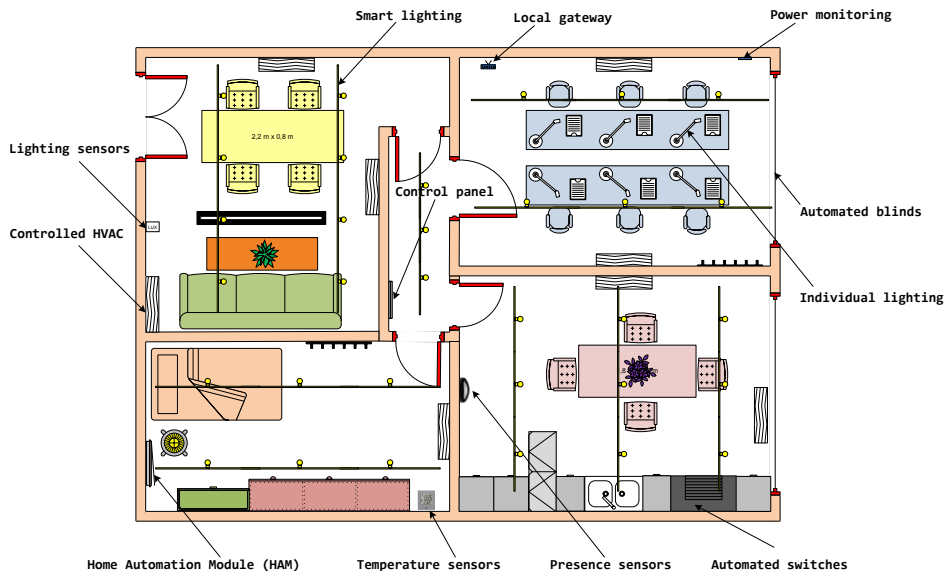 Smart lighting
Local gateway
Power monitoring
2,2 m x 0,8 m
Lighting sensors
Control panel
LUX
Automated blinds
Controlled HVAC
Individual lighting
Home Automation Module (HAM)
Temperature sensors
Presence sensors
Automated switches